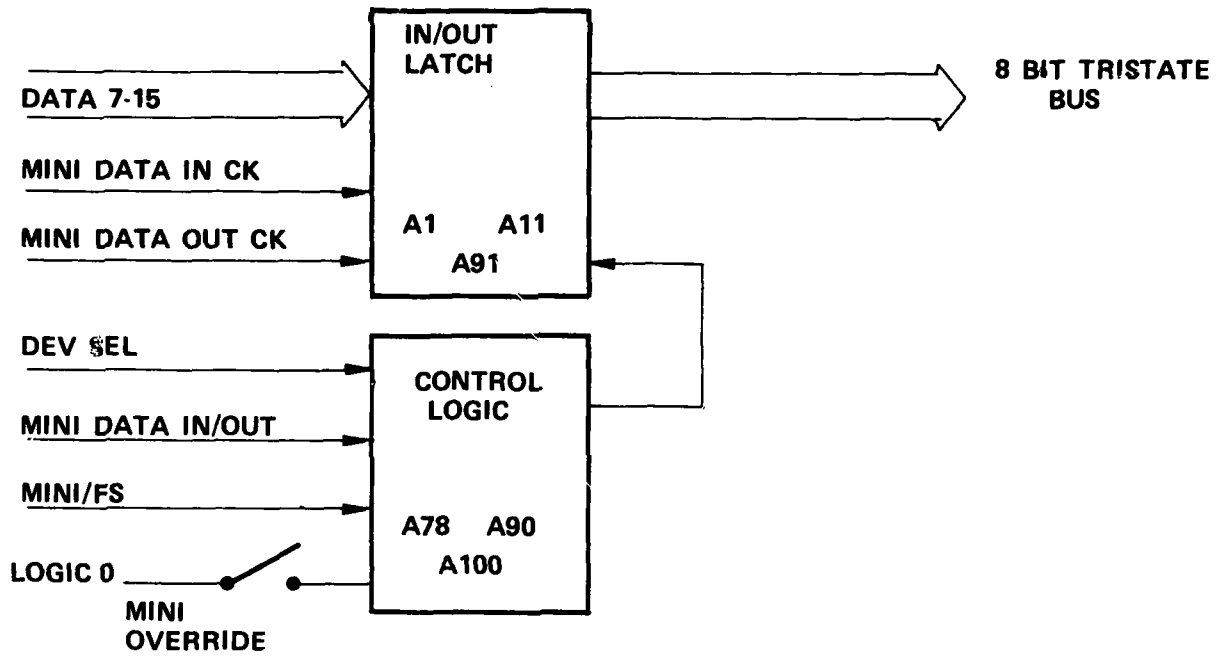 IN/OUT
LATCH
DATA 7-15
8 BIT TRISTATE
BUS
MINI DATA IN CK
MINI DATA OUT CK
A1 A11
A91
DEV SEL
CONTROL
LOGIC
MINI DATA IN/OUT
MINI/FS
A78 A90
A100
LOGIC 0
MINI
OVERRIDE